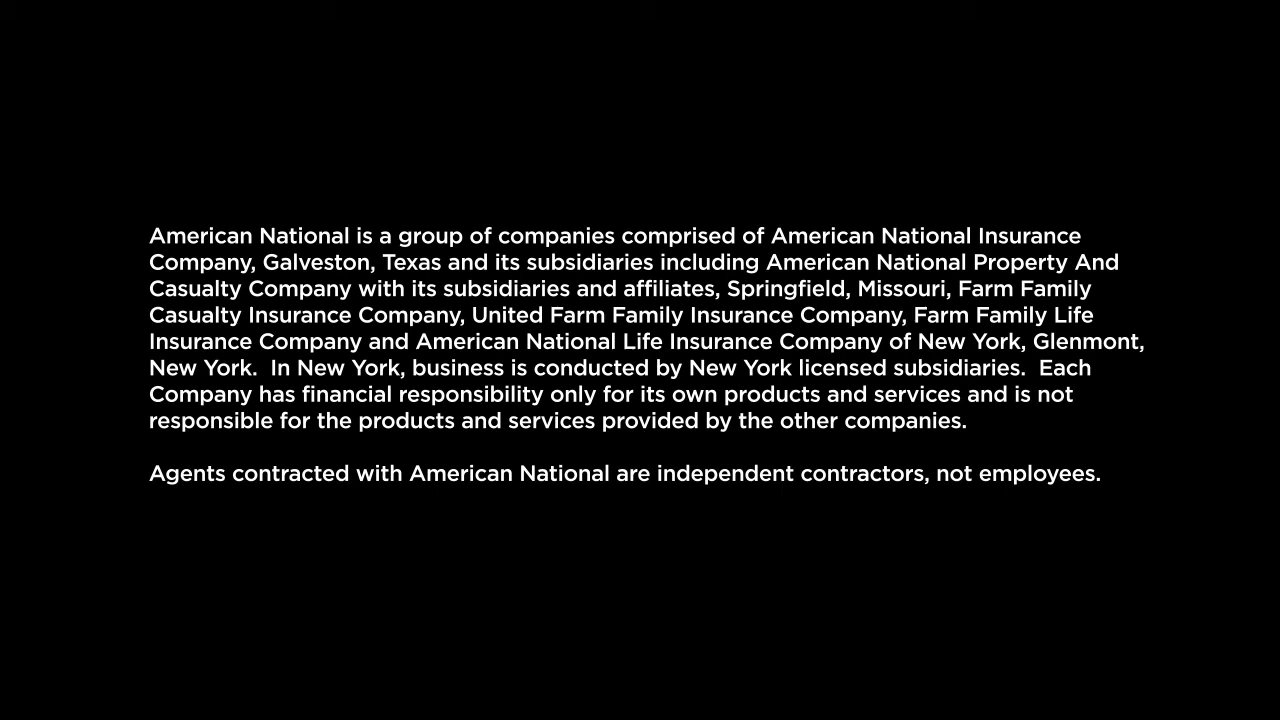 American National is a group of companies comprised of American National Insurance
Company, Galveston, Texas and its subsidiaries including American National Property And
Casualty Company with its subsidiaries and affiliates, Springfield, Missouri, Farm Family
Casualty Insurance Company, United Farm Family Insurance Company, Farm Family Life
Insurance Company and American National Life Insurance Company of New York, Glenmont,
New York.  In New York, business is conducted by New York licensed subsidiaries.  Each
Company has financial responsibility only for its own products and services and is not
responsible for the products and services provided by the other companies.
Agents contracted with American National are independent contractors, not employees.